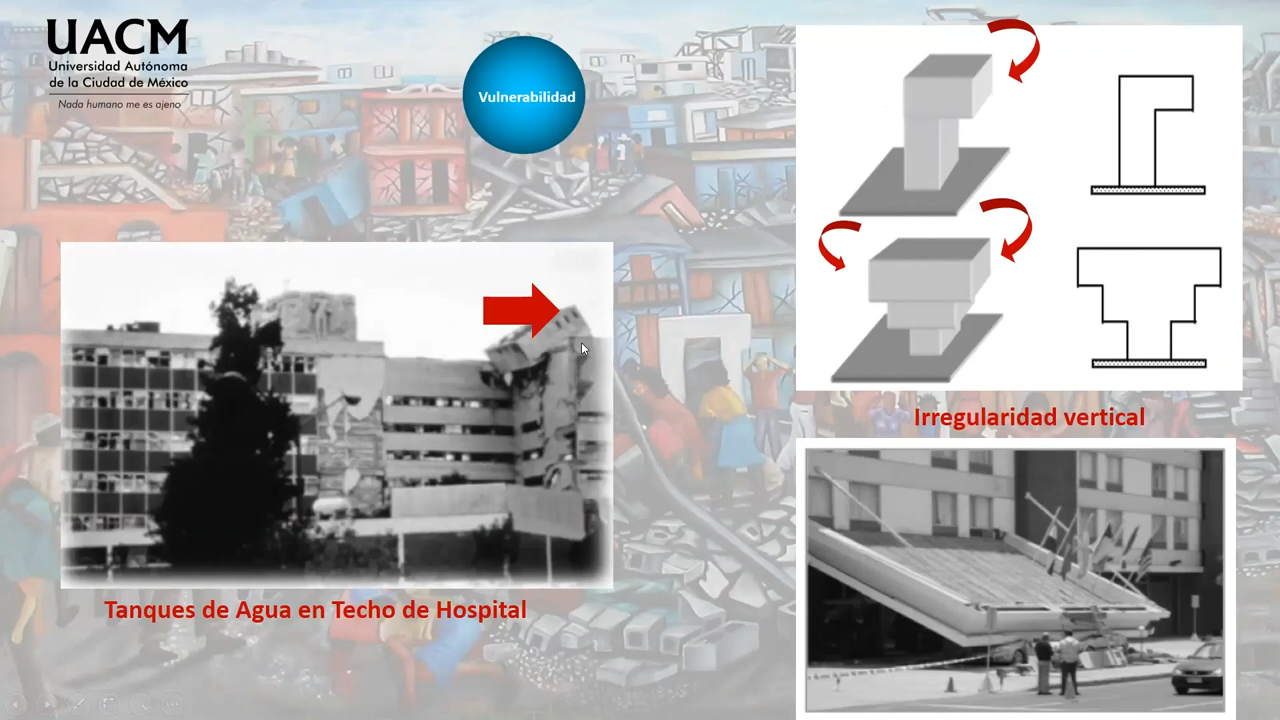 UACM
Universidad Autónoma
de la Ciudad de México
Nada humano me es ajeno
Vulnerabilidad
Irregularidad vertical
Tanques de Agua en Techo de Hospital